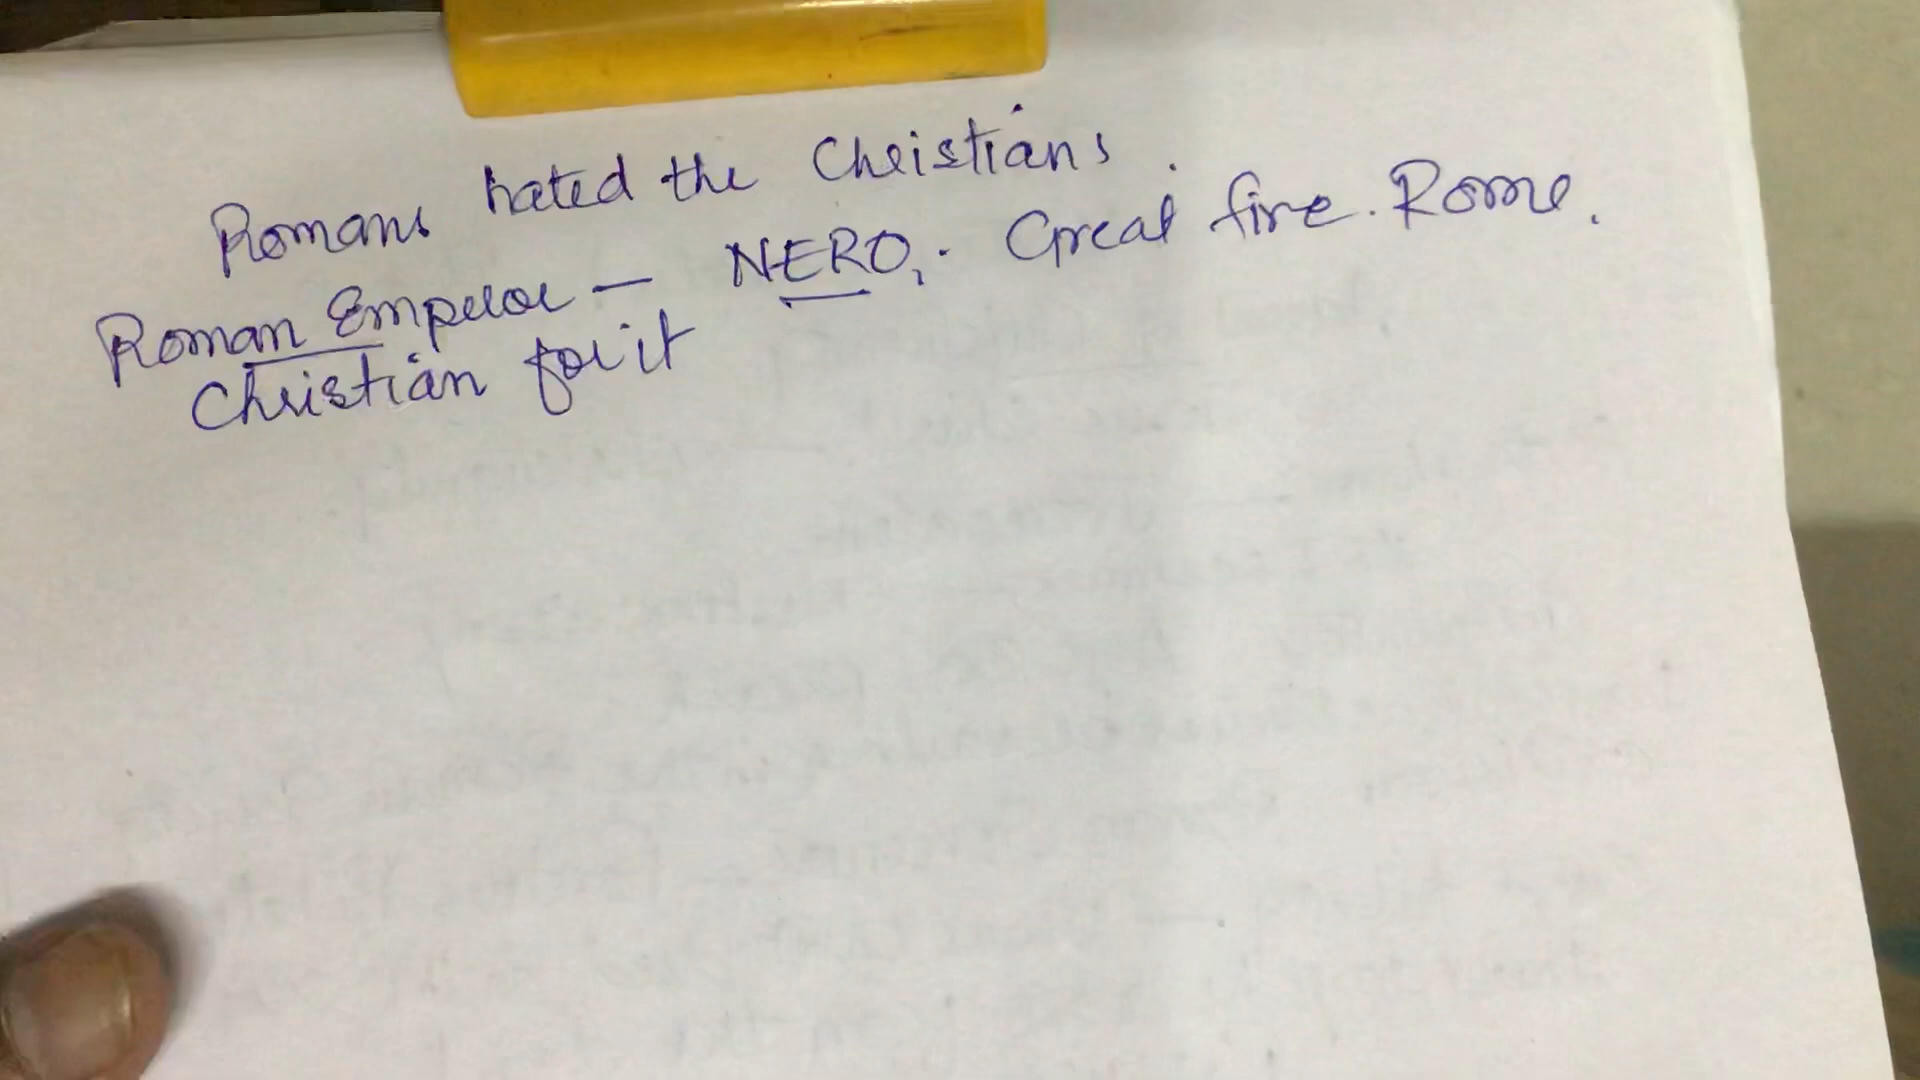 Romans hated the Christians.
Roman Emperor — NERO,. Great fire. Rome.
Christian for it